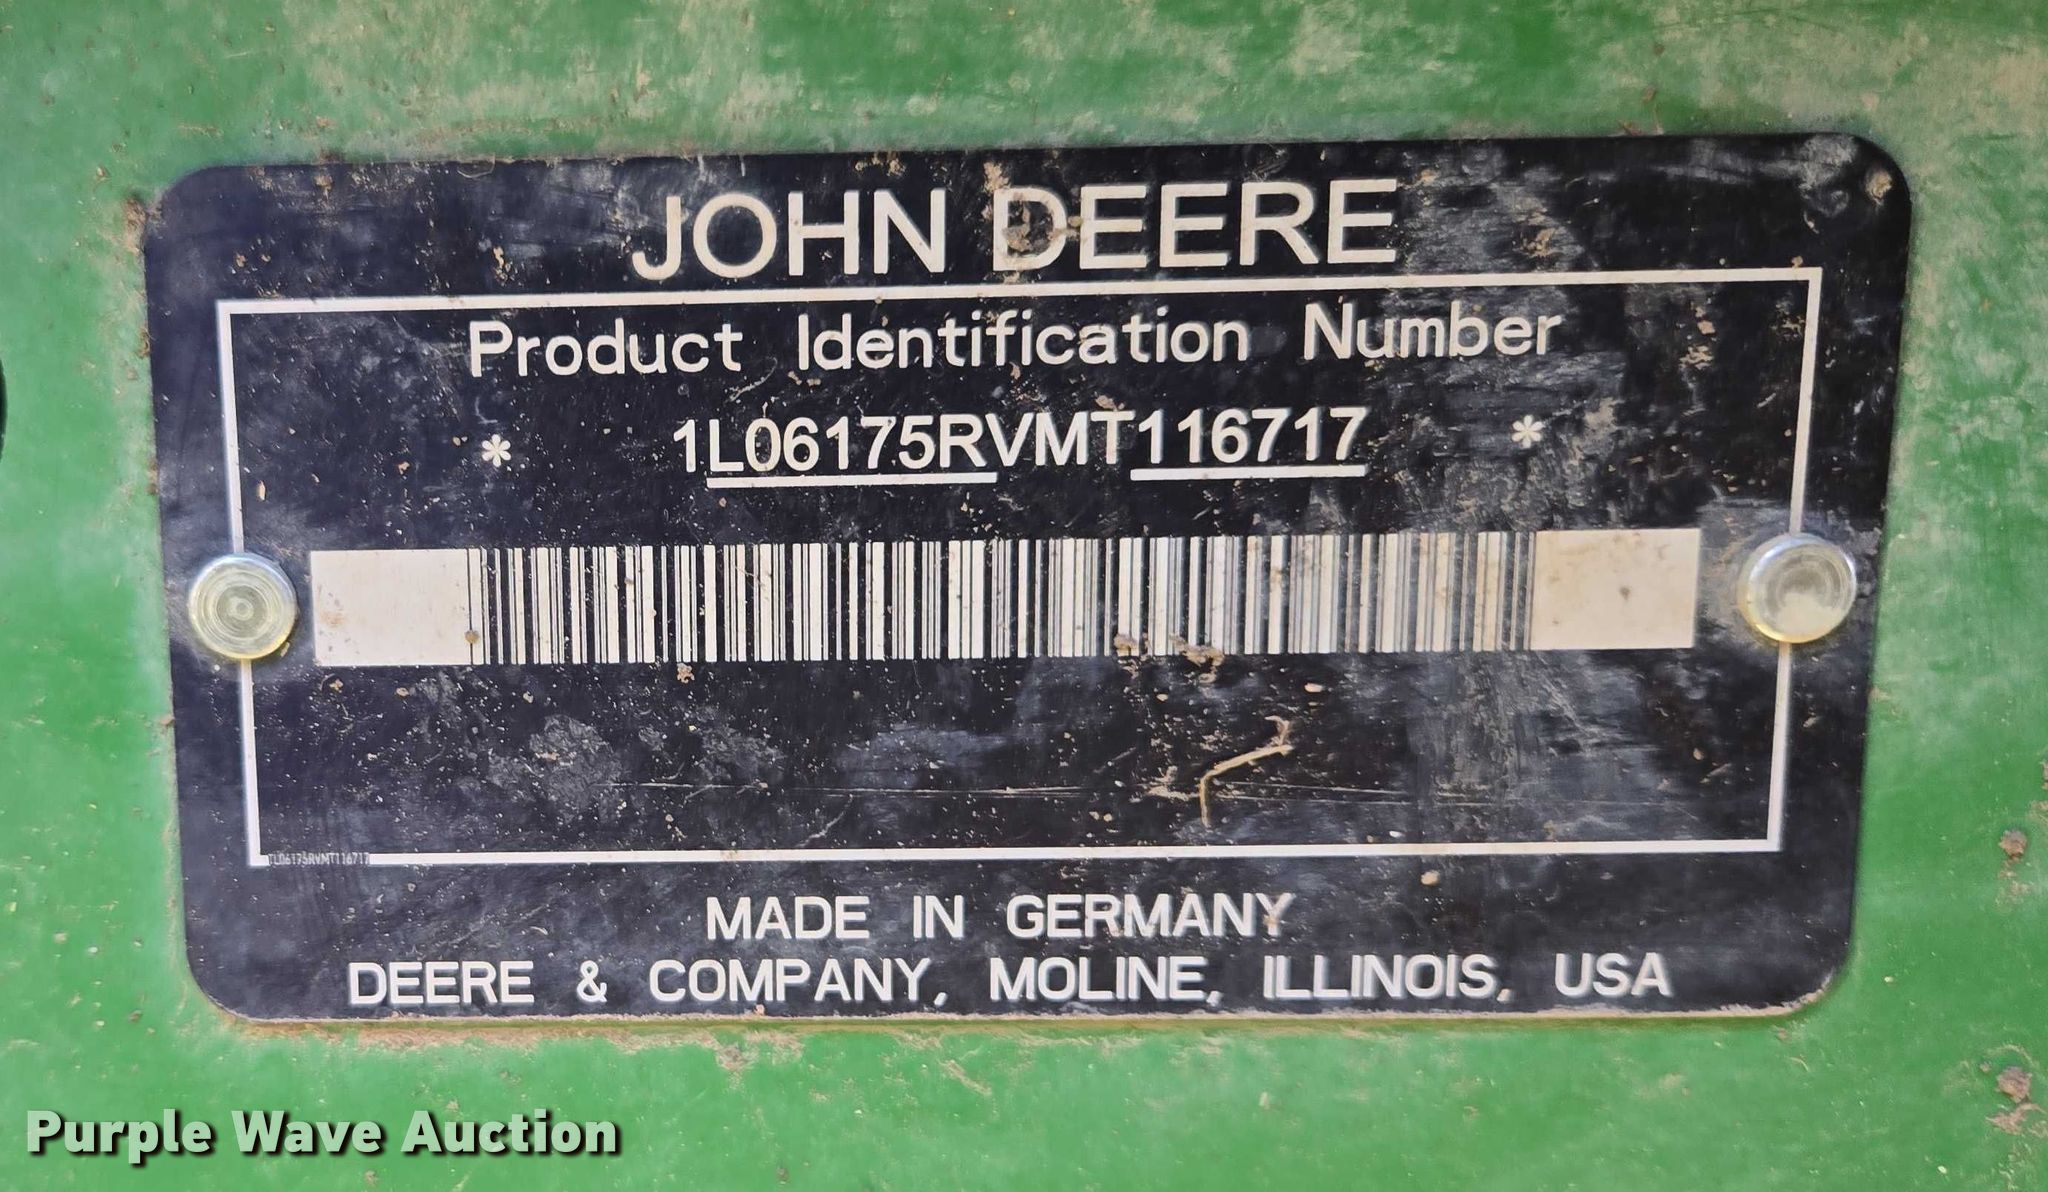 JOHN DEERE
Product Identification Number
* 1L06175RVMT116717 *
1L06175RVMT116717
MADE IN GERMANY
DEERE & COMPANY, MOLINE, ILLINOIS, USA
Purple Wave Auction